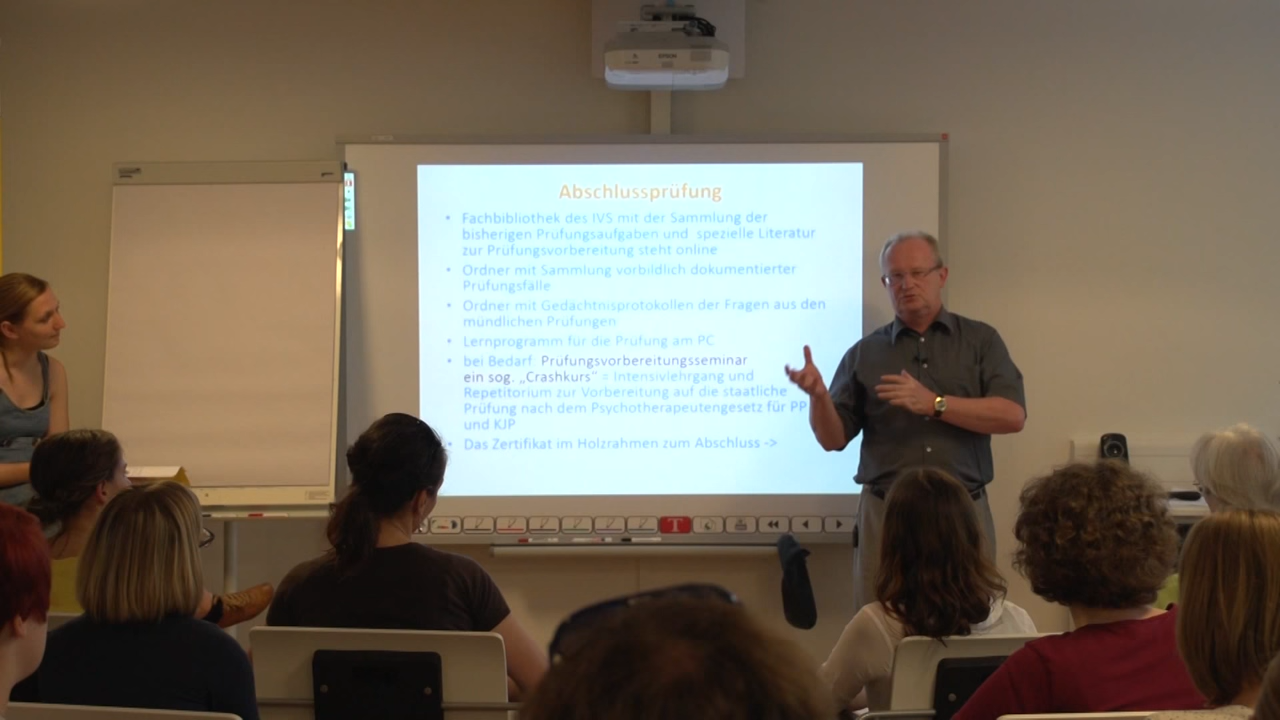 EPSON
Abschlussprüfung
• Fachbibliothek des IVS mit der Sammlung der
bisherigen Prüfungsaufgaben und spezielle Literatur
zur Prüfungsvorbereitung steht online
• Ordner mit Sammlung vorbildlich dokumentierter
Prüfungsfälle
• Ordner mit Gedächtnisprotokollen der Fragen aus den
mündlichen Prüfungen
• Lernprogramm für die Prüfung am PC
• bei Bedarf: Prüfungsvorbereitungsseminar
ein sog. „Crashkurs“ = Intensivlehrgang und
Repetitorium zur Vorbereitung auf die staatliche
Prüfung nach dem Psychotherapeutengesetz für PP
und KJP
• Das Zertifikat im Holzrahmen zum Abschluss ->
T